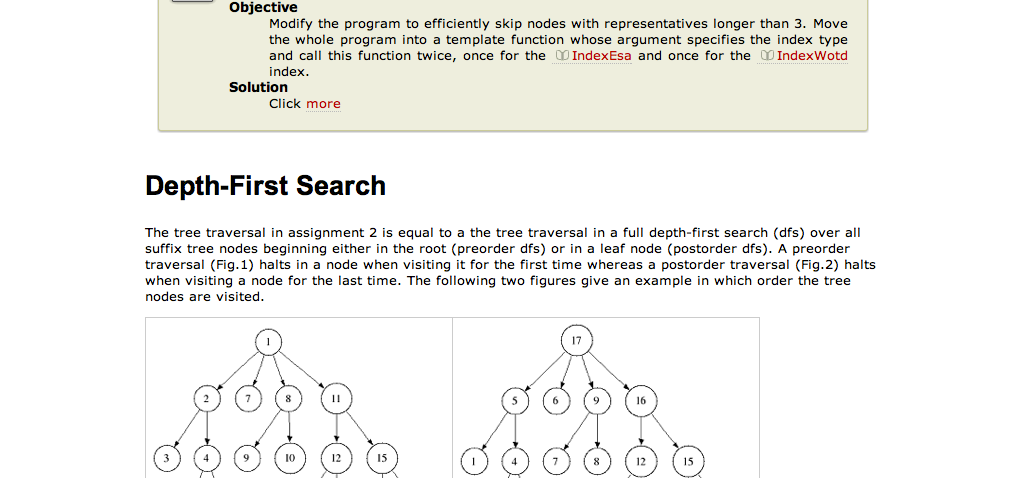 Objective
Modify the program to efficiently skip nodes with representatives longer than 3. Move
the whole program into a template function whose argument specifies the index type
and call this function twice, once for the IndexEsa and once for the IndexWotd
index.
Solution
Click more
Depth-First Search
The tree traversal in assignment 2 is equal to a the tree traversal in a full depth-first search (dfs) over all
suffix tree nodes beginning either in the root (preorder dfs) or in a leaf node (postorder dfs). A preorder
traversal (Fig.1) halts in a node when visiting it for the first time whereas a postorder traversal (Fig.2) halts
when visiting a node for the last time. The following two figures give an example in which order the tree
nodes are visited.
1
2 7 8 11
3 4 9 10 12 15
17
5 6 9 16
1 4 7 8 12 15